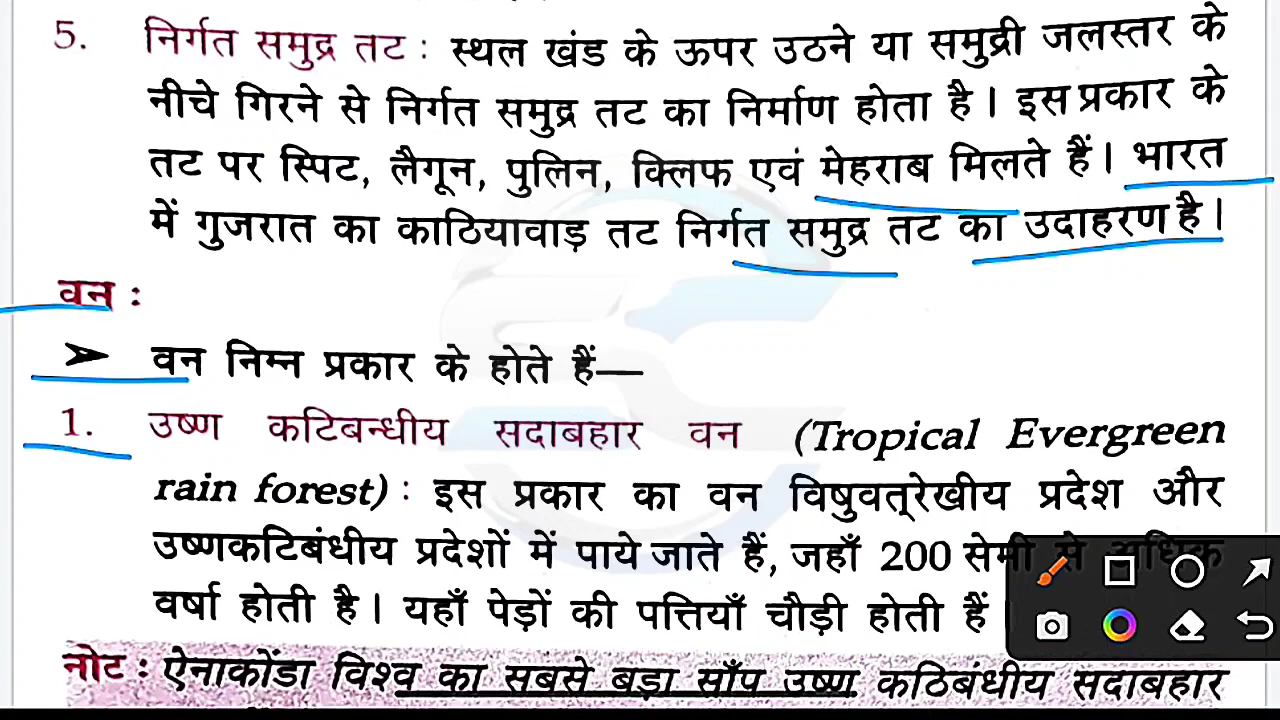 5. निर्गत समुद्र तट : स्थल खंड के ऊपर उठने या समुद्री जलस्तर के
नीचे गिरने से निर्गत समुद्र तट का निर्माण होता है। इस प्रकार के
तट पर स्पिट, लैगून, पुलिन, क्लिफ एवं मेहराब मिलते हैं। भारत
में गुजरात का काठियावाड़ तट निर्गत समुद्र तट का उदाहरण है।
वन :
➤ वन निम्न प्रकार के होते हैं—
1. उष्ण कटिबन्धीय सदाबहार वन (Tropical Evergreen
rain forest) : इस प्रकार का वन विषुवत्‌रेखीय प्रदेश और
उष्णकटिबंधीय प्रदेशों में पाये जाते हैं, जहाँ 200 सेमी से अधिक
वर्षा होती है। यहाँ पेड़ों की पत्तियाँ चौड़ी होती हैं
नोट : ऐनाकोंडा विश्व का सबसे बड़ा साँप उष्ण कठिबंधीय सदाबहार